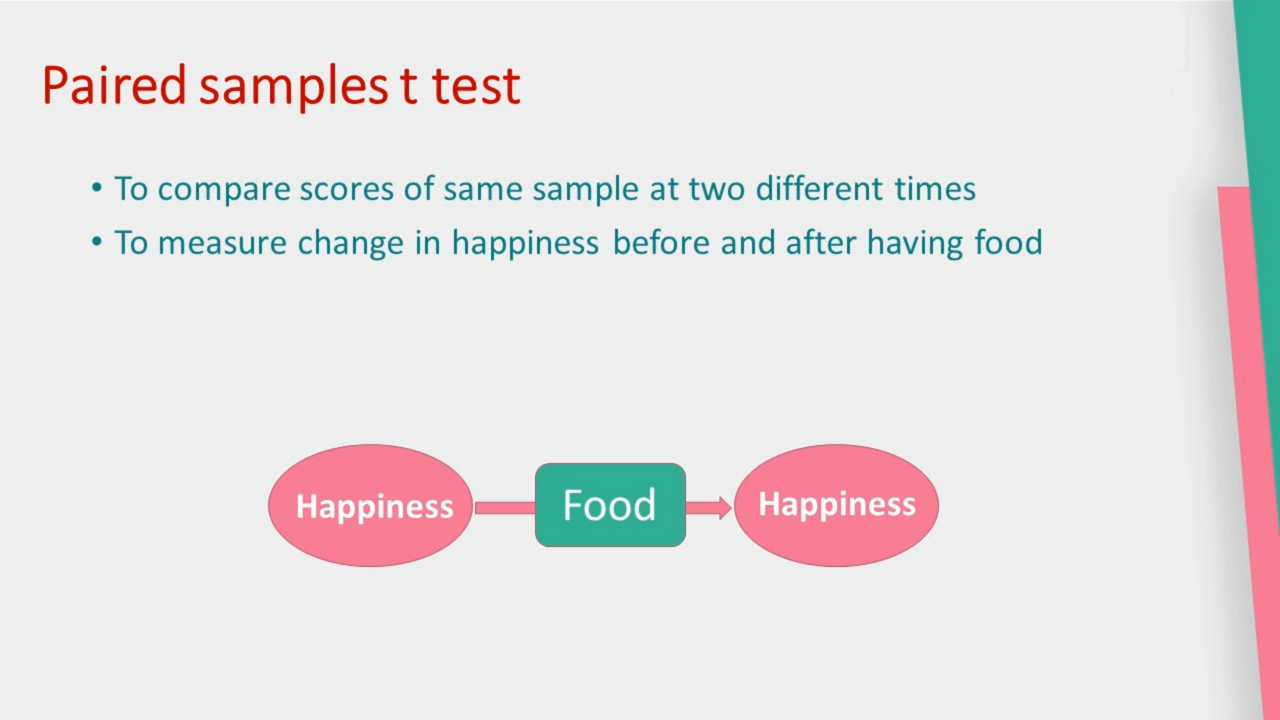 Paired samples t test
• To compare scores of same sample at two different times
• To measure change in happiness before and after having food
Happiness
Food
Happiness